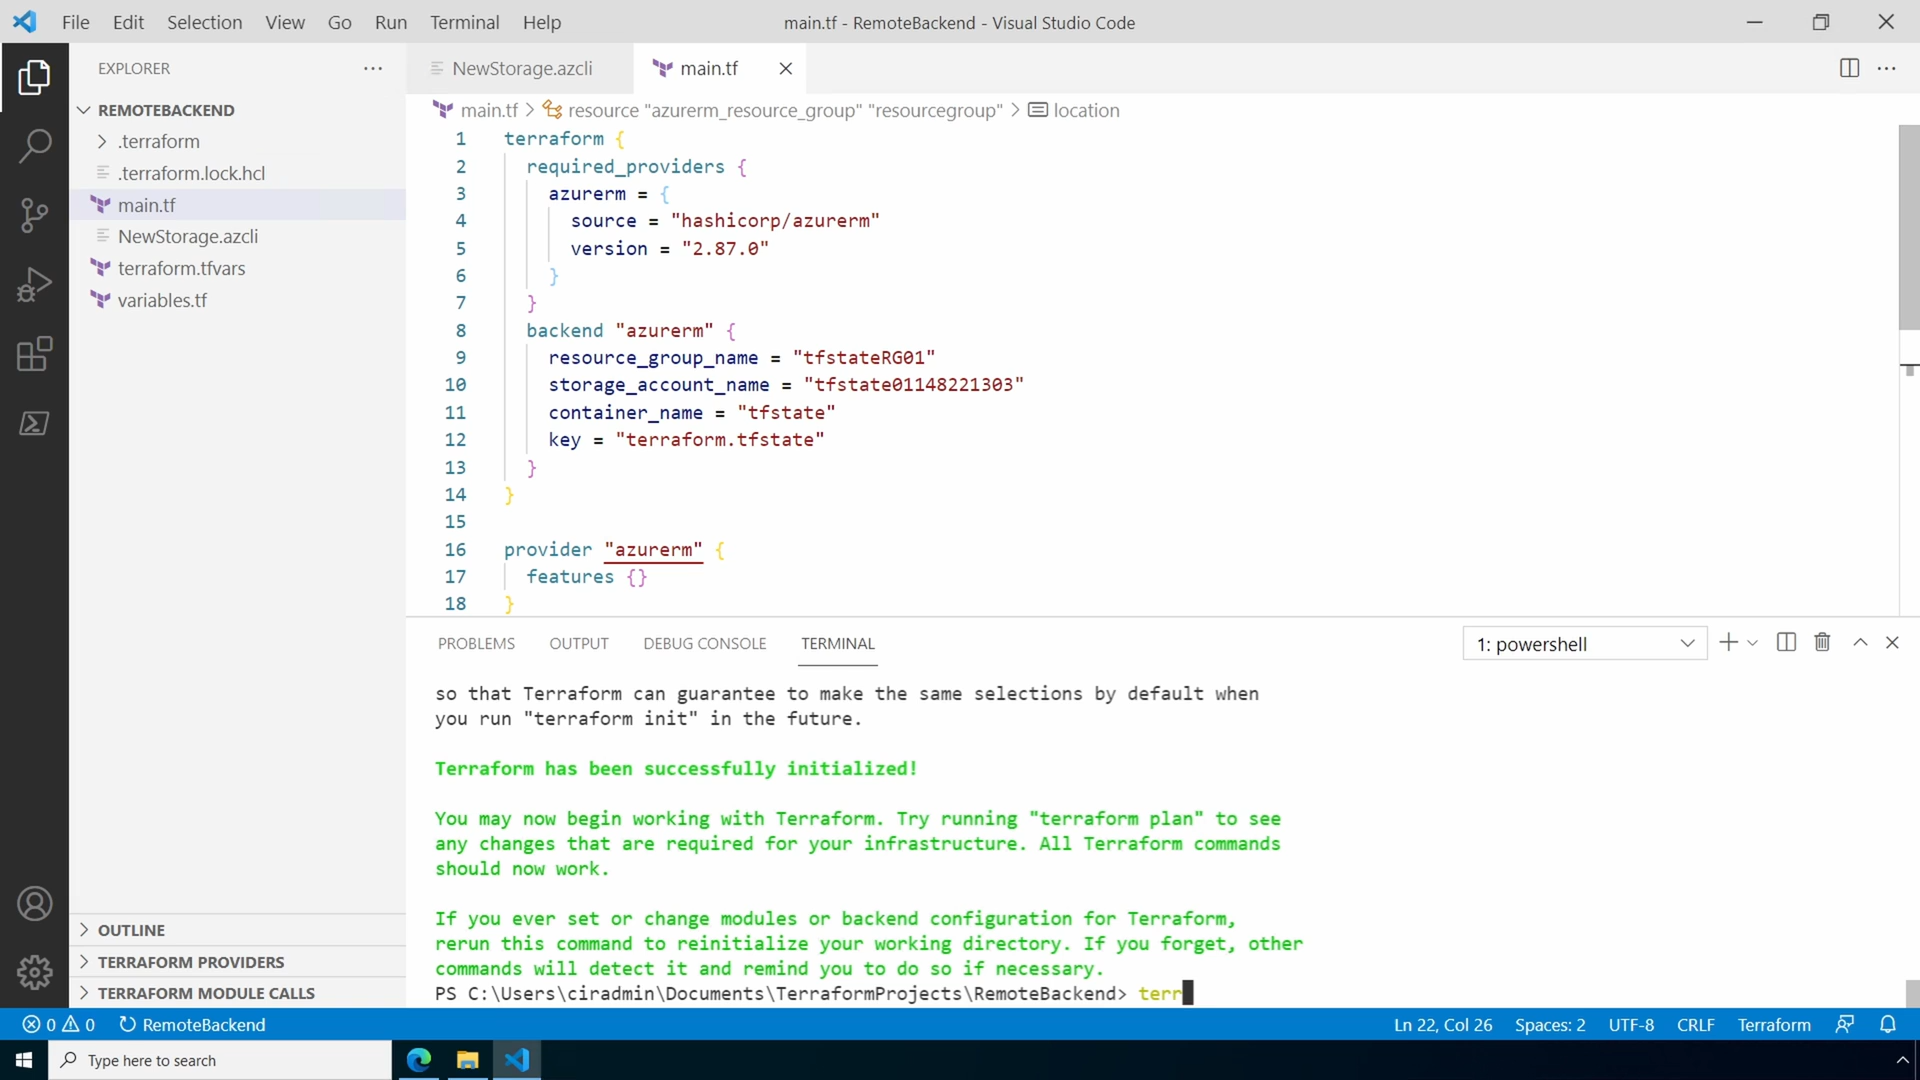 File Edit Selection View Go Run Terminal Help
main.tf - RemoteBackend - Visual Studio Code
EXPLORER
REMOTEBACKEND
.terraform
.terraform.lock.hcl
main.tf
NewStorage.azcli
terraform.tfvars
variables.tf
OUTLINE
TERRAFORM PROVIDERS
TERRAFORM MODULE CALLS
NewStorage.azcli main.tf
main.tf > resource "azurerm_resource_group" "resourcegroup" > location
1 terraform {
2 required_providers {
3 azurerm = {
4 source = "hashicorp/azurerm"
5 version = "2.87.0"
6 }
7 }
8 backend "azurerm" {
9 resource_group_name = "tfstateRG01"
10 storage_account_name = "tfstate01148221303"
11 container_name = "tfstate"
12 key = "terraform.tfstate"
13 }
14 }
15
16 provider "azurerm" {
17 features {}
18 }
PROBLEMS OUTPUT DEBUG CONSOLE TERMINAL
1: powershell
so that Terraform can guarantee to make the same selections by default when
you run "terraform init" in the future.
Terraform has been successfully initialized!
You may now begin working with Terraform. Try running "terraform plan" to see
any changes that are required for your infrastructure. All Terraform commands
should now work.
If you ever set or change modules or backend configuration for Terraform,
rerun this command to reinitialize your working directory. If you forget, other
commands will detect it and remind you to do so if necessary.
PS C:\Users\ciradmin\Documents\TerraformProjects\RemoteBackend> terr
0 0 RemoteBackend
Ln 22, Col 26 Spaces: 2 UTF-8 CRLF Terraform
Type here to search